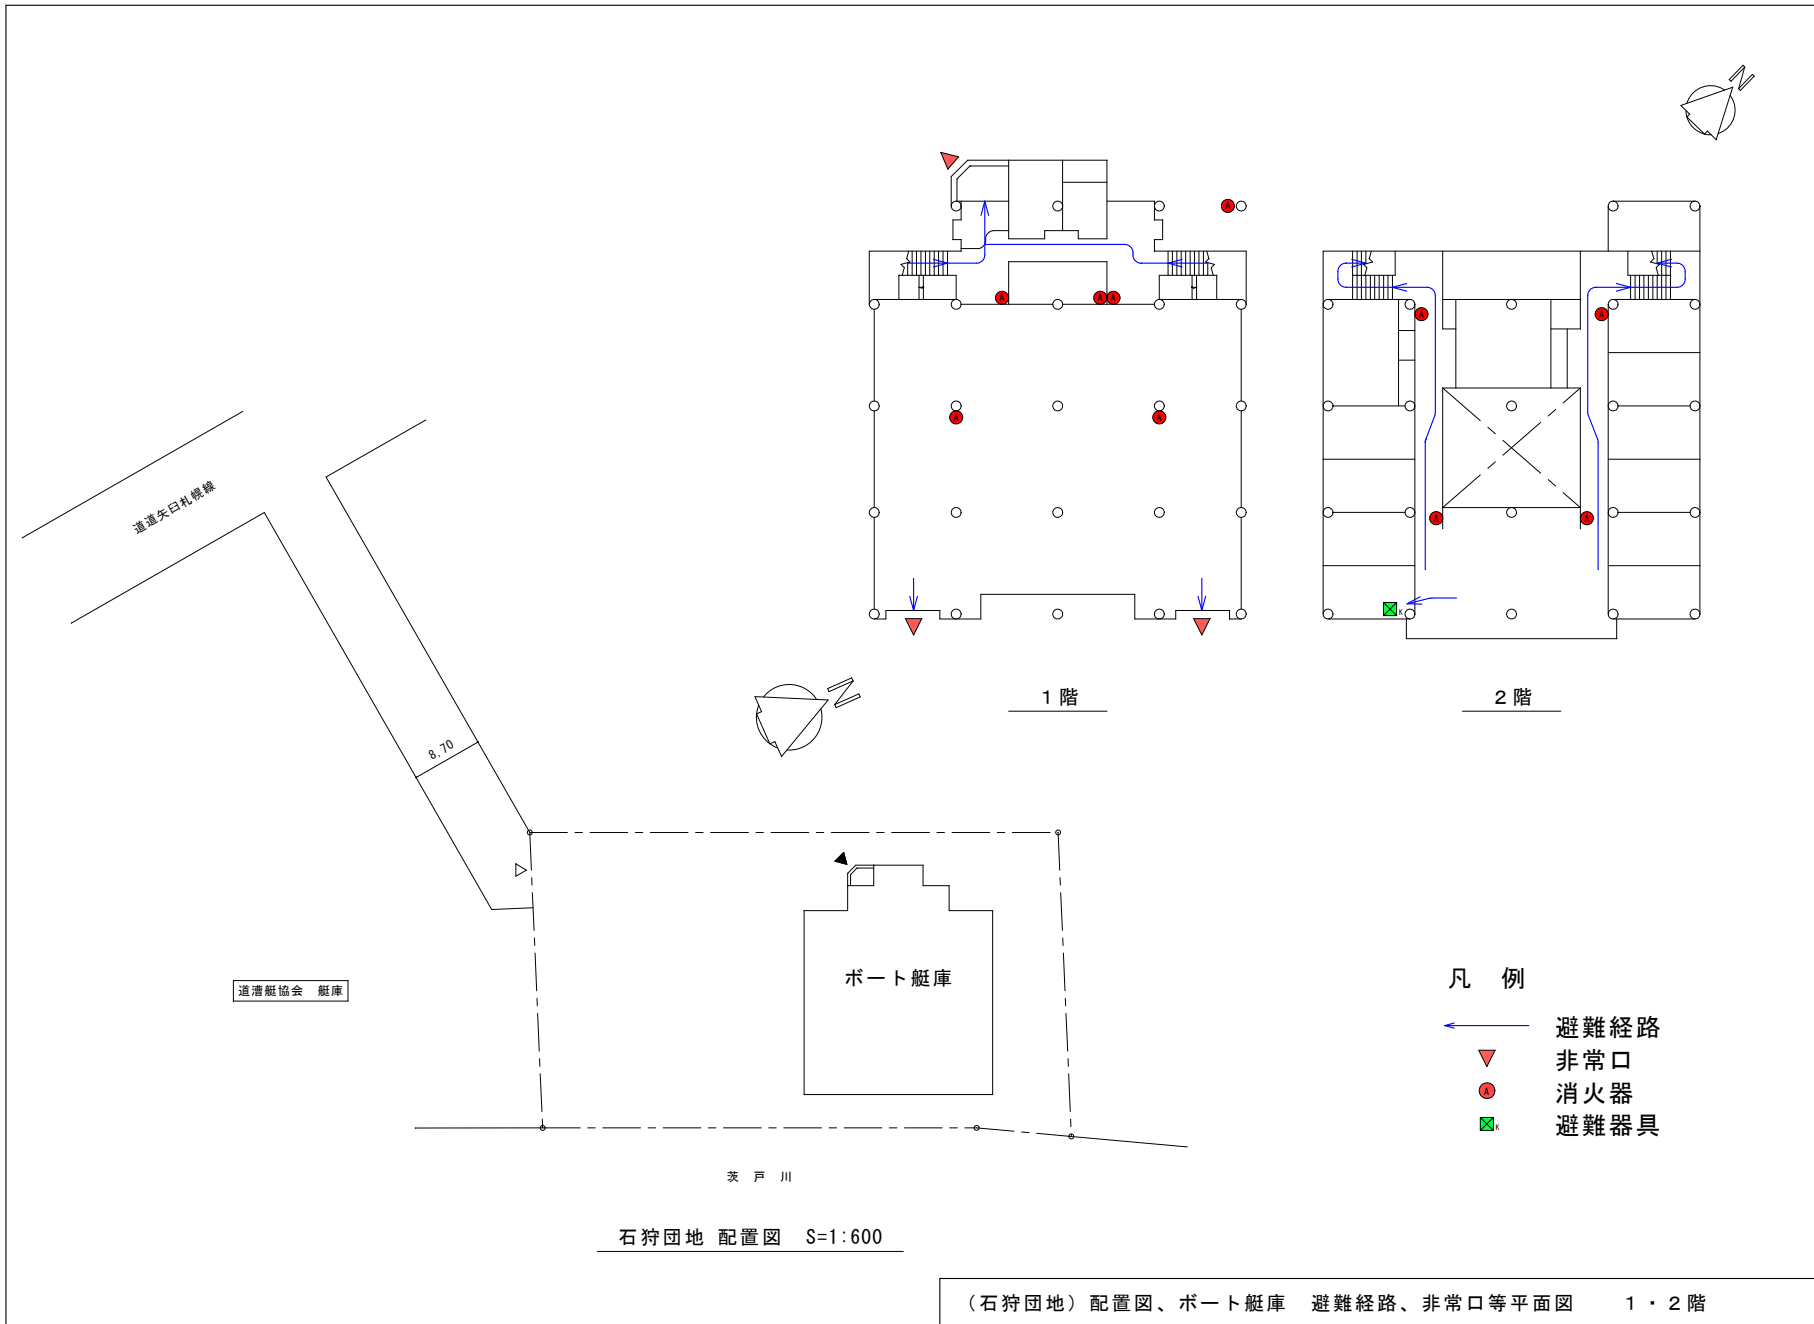 N
1階
2階
道道矢臼札幌線
N
8.70
ボート艇庫
道漕艇協会 艇庫
凡 例
避難経路
非常口
A 消火器
K 避難器具
茨 戸 川
石狩団地 配置図 S=1:600
(石狩団地)配置図、ボート艇庫 避難経路、非常口等平面図 1・2階